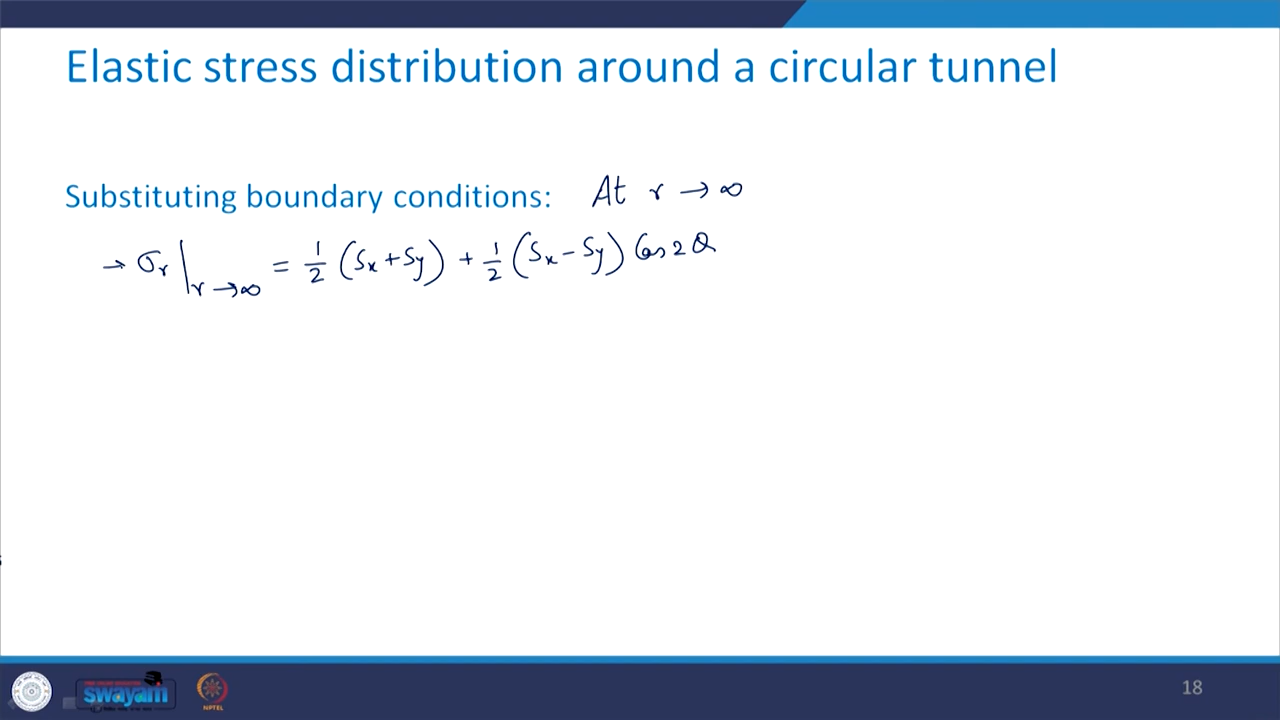 Elastic stress distribution around a circular tunnel
Substituting boundary conditions: At r → ∞
→ σr |r→∞ = 1/2 (Sx + Sy) + 1/2 (Sx − Sy) Cos 2θ
swayam
NPTEL
18